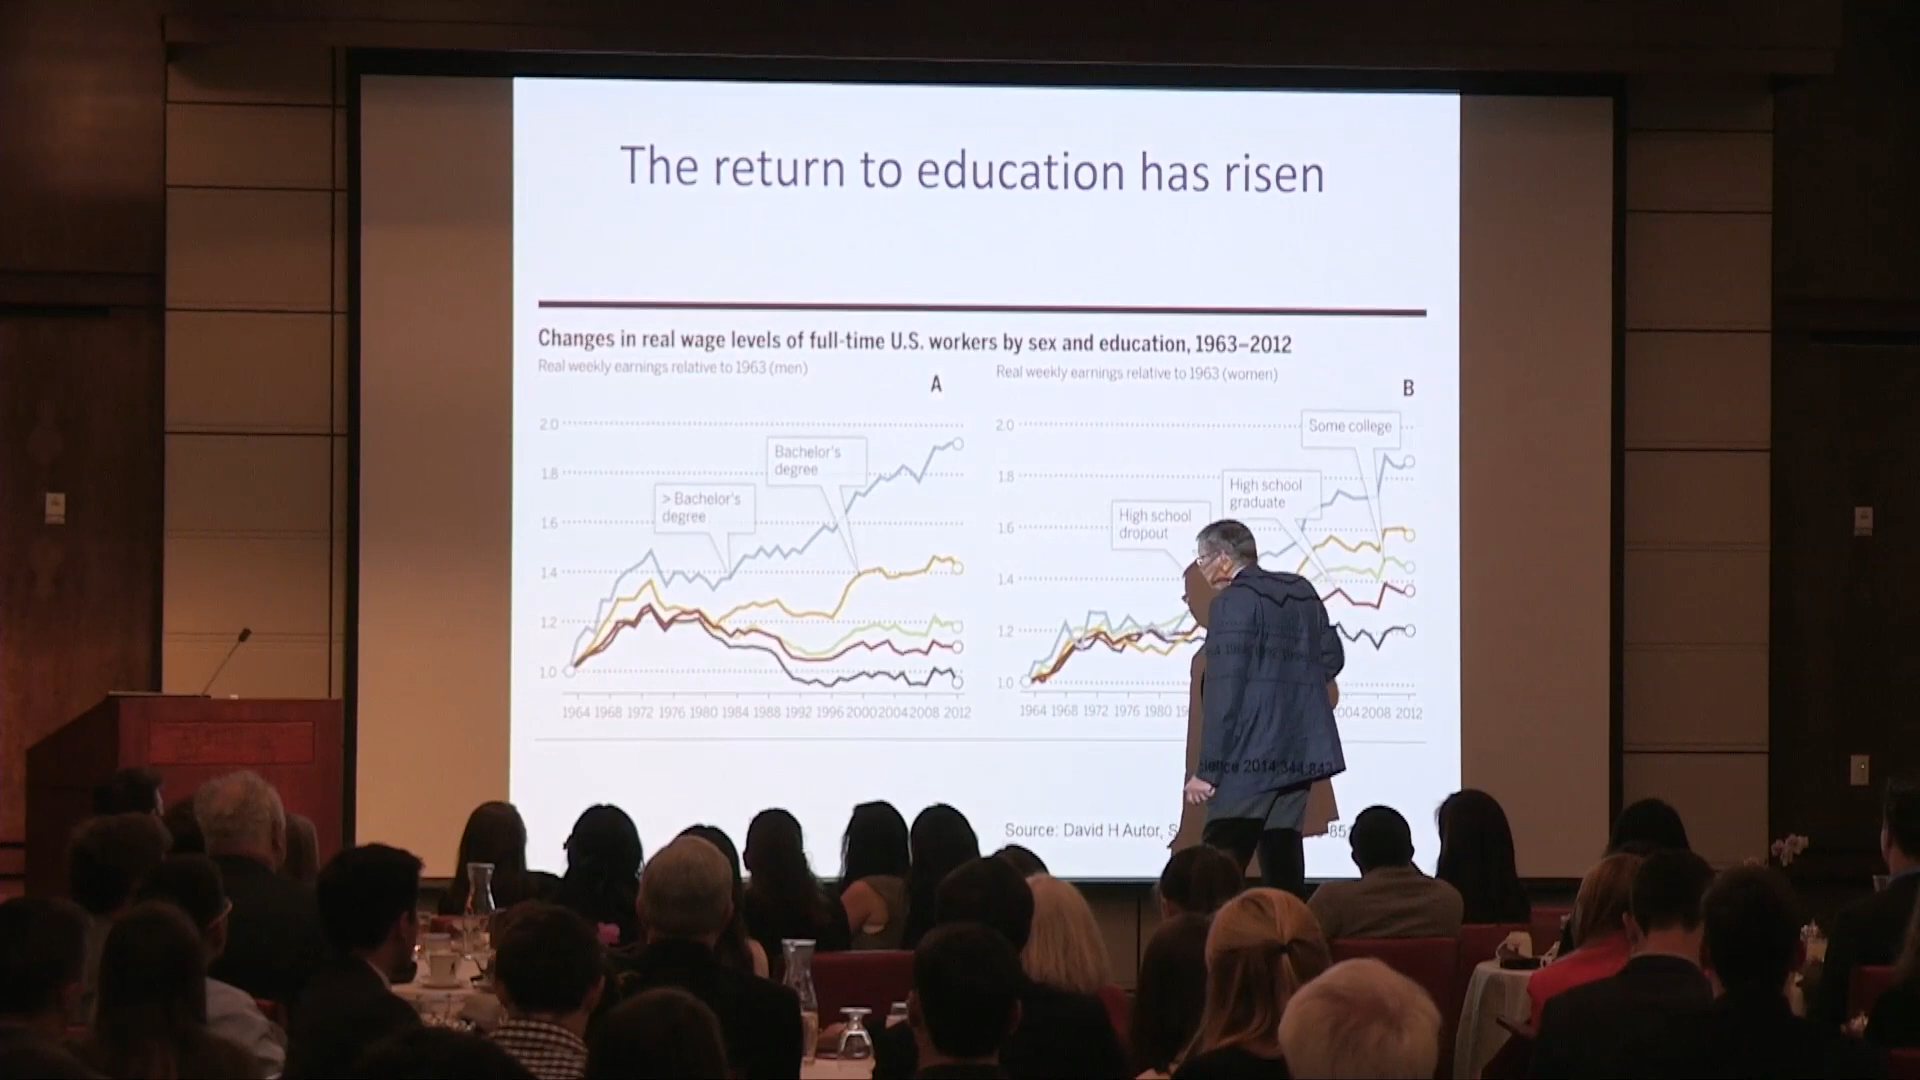 The return to education has risen
Changes in real wage levels of full-time U.S. workers by sex and education, 1963–2012
Real weekly earnings relative to 1963 (men)
A
2.0
1.8
1.6
1.4
1.2
1.0
> Bachelor's
degree
Bachelor's
degree
1964 1968 1972 1976 1980 1984 1988 1992 1996 2000 2004 2008 2012
Real weekly earnings relative to 1963 (women)
B
2.0
1.8
1.6
1.4
1.2
1.0
High school
dropout
High school
graduate
Some college
1964 1968 1972 1976 1980 2008 2012
Source: David H Autor, 2014;344:843